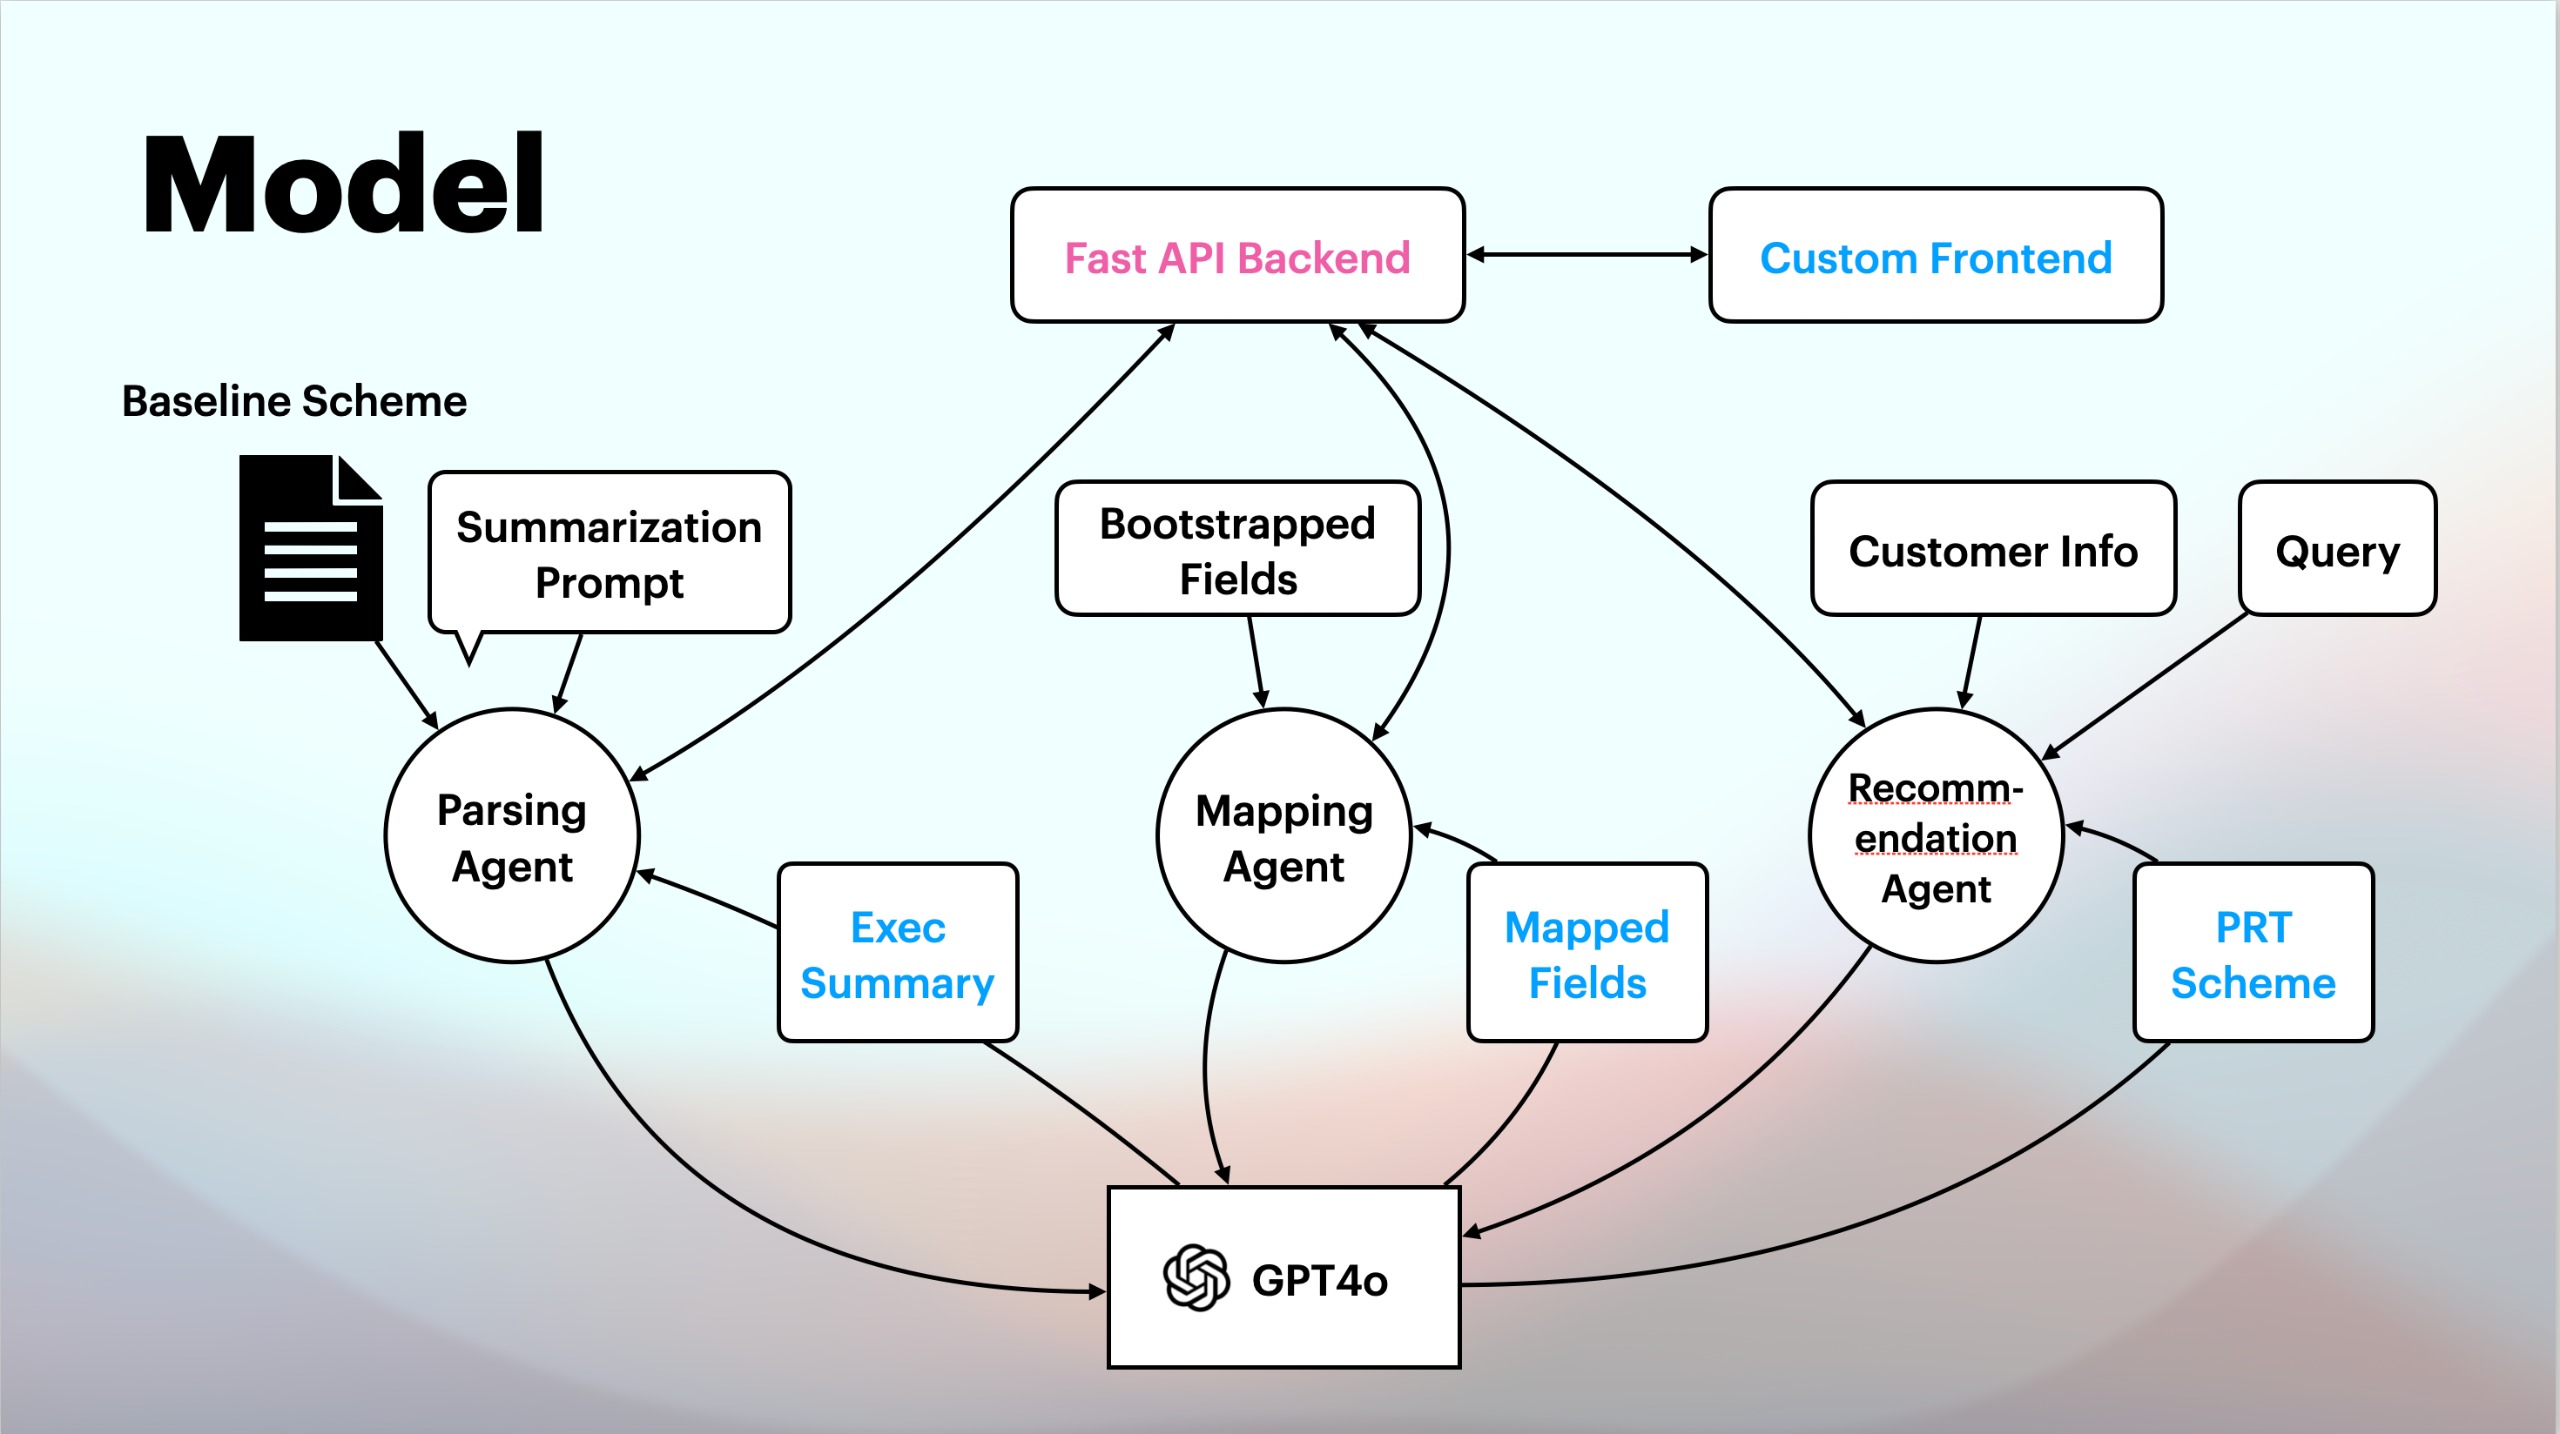 Model
Fast API Backend
Custom Frontend
Baseline Scheme
Summarization
Prompt
Bootstrapped
Fields
Customer Info
Query
Parsing
Agent
Mapping
Agent
Recomm-
endation
Agent
Exec
Summary
Mapped
Fields
PRT
Scheme
GPT4o